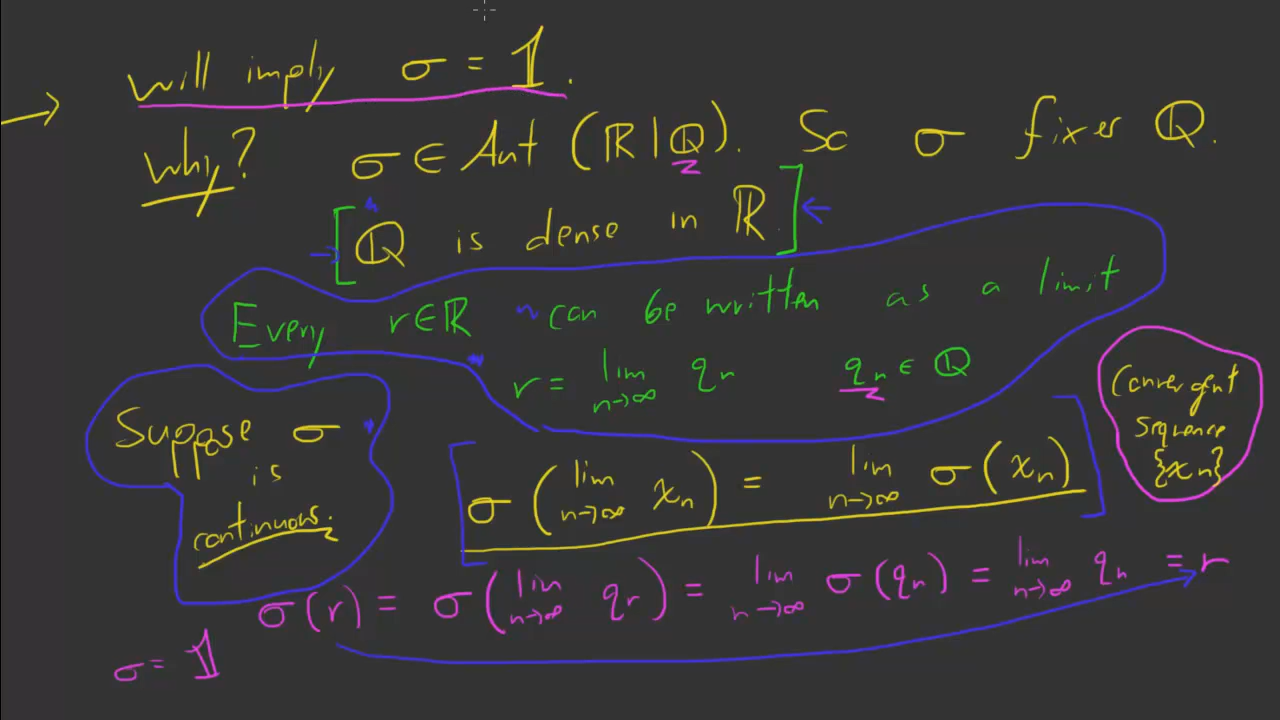 → will imply σ = 𝟙.
why? σ ∈ Aut (ℝ | ℚ). So σ fixes ℚ.
[ℚ is dense in ℝ.] ←
Every r∈ℝ can be written as a limit
r = lim n→∞ qn qn ∈ ℚ
Convergent
sequence
{xn}
Suppose σ
is
continuous.
σ ( lim n→∞ xn ) = lim n→∞ σ ( xn )
σ (r) = σ ( lim n→∞ qn ) = lim n→∞ σ (qn) = lim n→∞ qn = r
σ = 𝟙